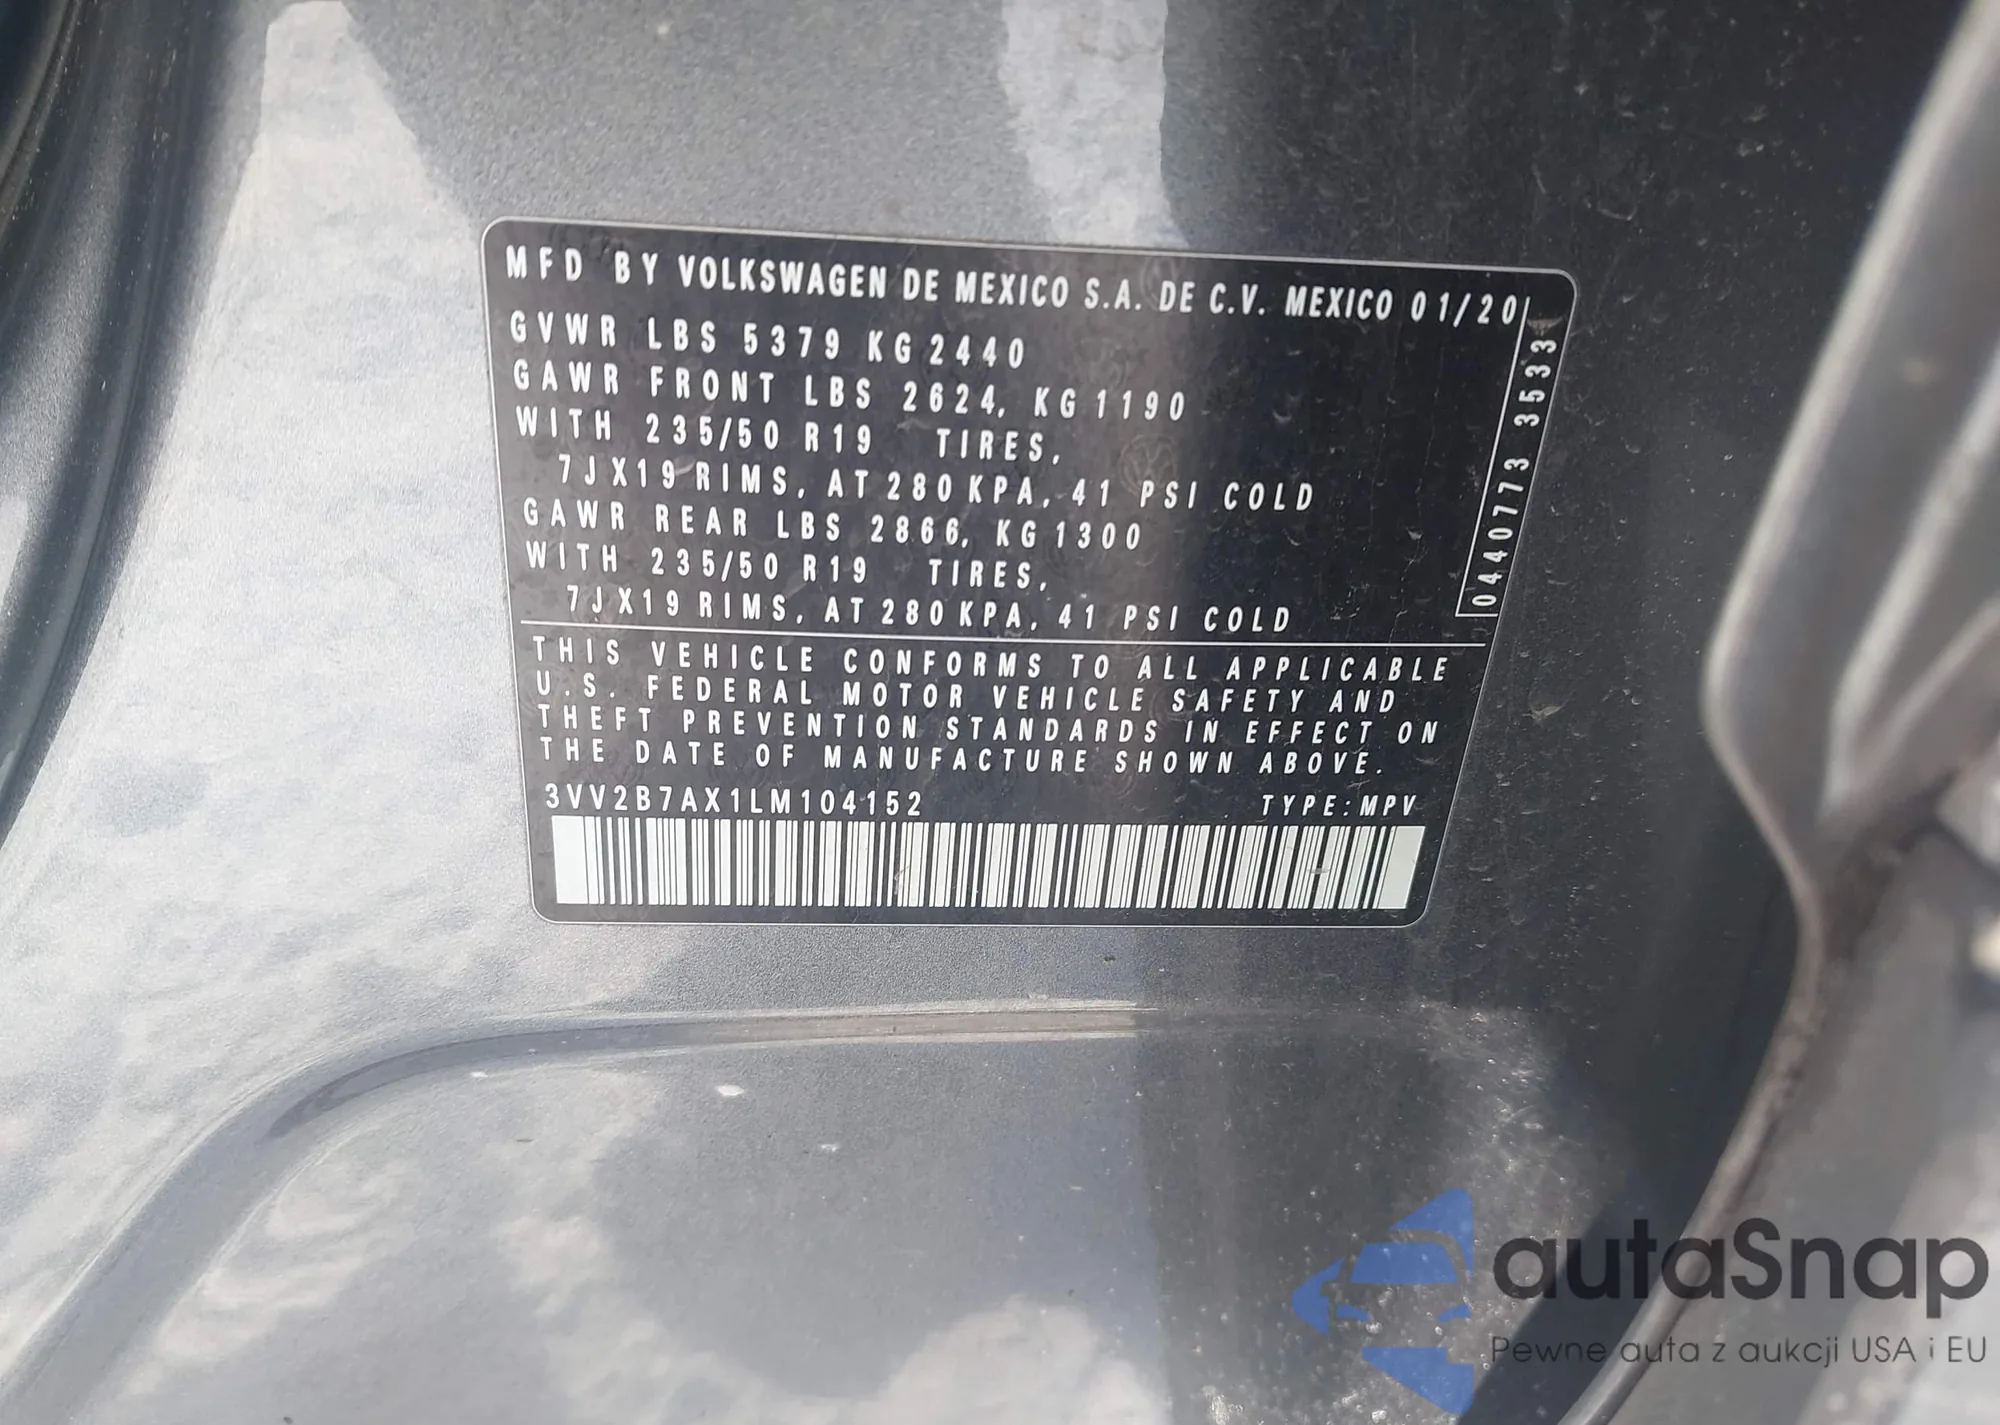 MFD BY VOLKSWAGEN DE MEXICO S.A. DE C.V. MEXICO 01/20
GVWR LBS 5379 KG 2440
GAWR FRONT LBS 2624, KG 1190
WITH 235/50 R19 TIRES,
7JX19 RIMS, AT 280 KPA, 41 PSI COLD
GAWR REAR LBS 2866, KG 1300
WITH 235/50 R19 TIRES,
7JX19 RIMS, AT 280 KPA, 41 PSI COLD
0440773 3533
THIS VEHICLE CONFORMS TO ALL APPLICABLE
U.S. FEDERAL MOTOR VEHICLE SAFETY AND
THEFT PREVENTION STANDARDS IN EFFECT ON
THE DATE OF MANUFACTURE SHOWN ABOVE.
3VV2B7AX1LM104152 TYPE: MPV
autaSnap
Pewne auta z aukcji USA i EU